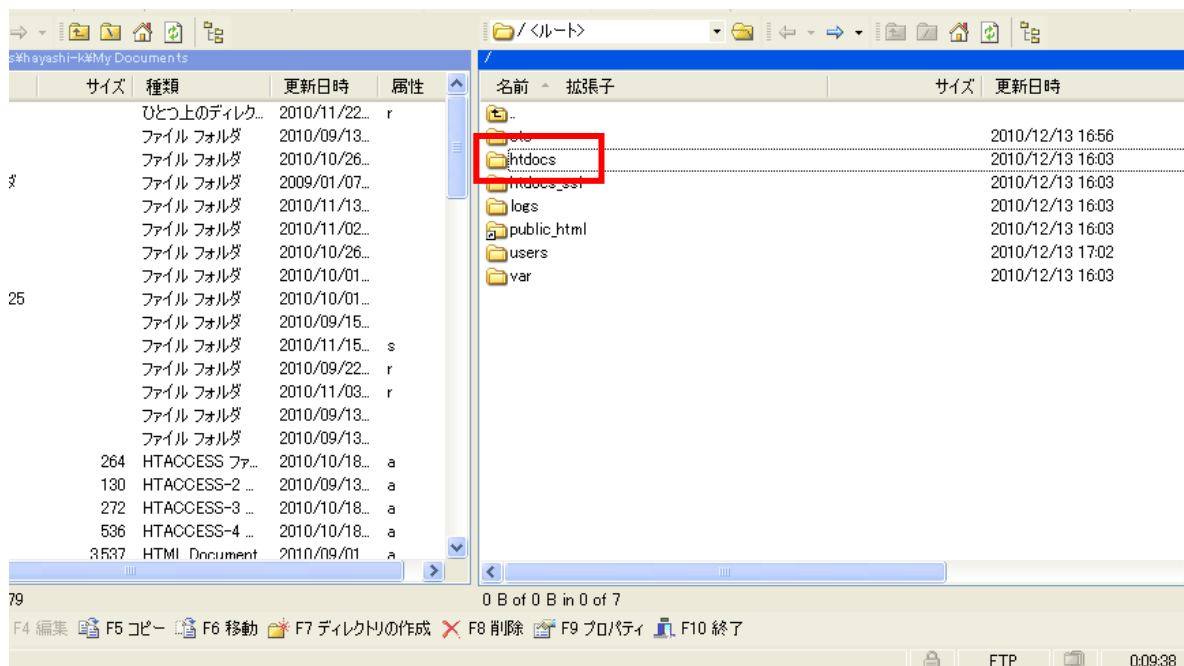 / <ルート>
s¥hayashi-k¥My Documents
サイズ 種類 更新日時 属性
ひとつ上のディレク... 2010/11/22... r
ファイル フォルダ 2010/09/13...
ファイル フォルダ 2010/10/26...
ダ ファイル フォルダ 2009/01/07...
ファイル フォルダ 2010/11/13...
ファイル フォルダ 2010/11/02...
ファイル フォルダ 2010/10/26...
ファイル フォルダ 2010/10/01...
25 ファイル フォルダ 2010/10/01...
ファイル フォルダ 2010/09/15...
ファイル フォルダ 2010/11/15... s
ファイル フォルダ 2010/09/22... r
ファイル フォルダ 2010/11/03... r
ファイル フォルダ 2010/09/13...
ファイル フォルダ 2010/09/13...
264 HTACCESS ファ... 2010/10/18... a
130 HTACCESS-2 ... 2010/09/13... a
272 HTACCESS-3 ... 2010/10/18... a
536 HTACCESS-4 ... 2010/10/18... a
3537 HTML Document 2010/09/01 a
79
/
名前 拡張子 サイズ 更新日時
..
2010/12/13 16:56
htdocs 2010/12/13 16:03
htdocs_ssl 2010/12/13 16:03
logs 2010/12/13 16:03
public_html 2010/12/13 16:03
users 2010/12/13 17:02
var 2010/12/13 16:03
0 B of 0 B in 0 of 7
F4 編集 F5 コピー F6 移動 F7 ディレクトリの作成 F8 削除 F9 プロパティ F10 終了
FTP 0:09:38